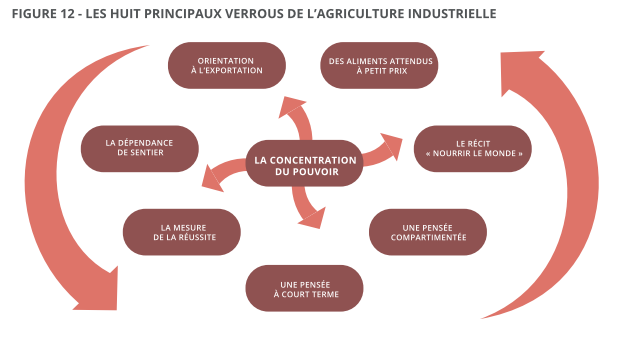 FIGURE 12 - LES HUIT PRINCIPAUX VERROUS DE L’AGRICULTURE INDUSTRIELLE
ORIENTATION
À L’EXPORTATION
DES ALIMENTS ATTENDUS
À PETIT PRIX
LA DÉPENDANCE
DE SENTIER
LE RÉCIT
« NOURRIR LE MONDE »
LA CONCENTRATION
DU POUVOIR
LA MESURE
DE LA RÉUSSITE
UNE PENSÉE
COMPARTIMENTÉE
UNE PENSÉE
À COURT TERME